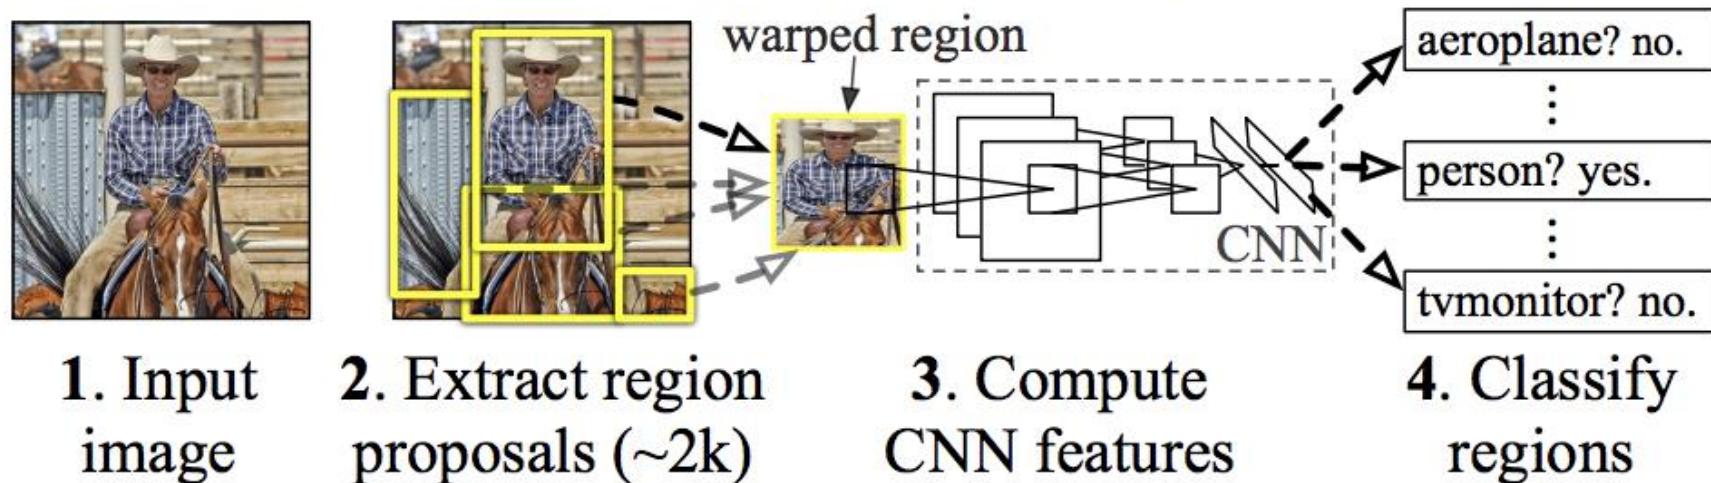 warped region
aeroplane? no.
person? yes.
CNN
tvmonitor? no.
1. Input
image
2. Extract region
proposals (~2k)
3. Compute
CNN features
4. Classify
regions